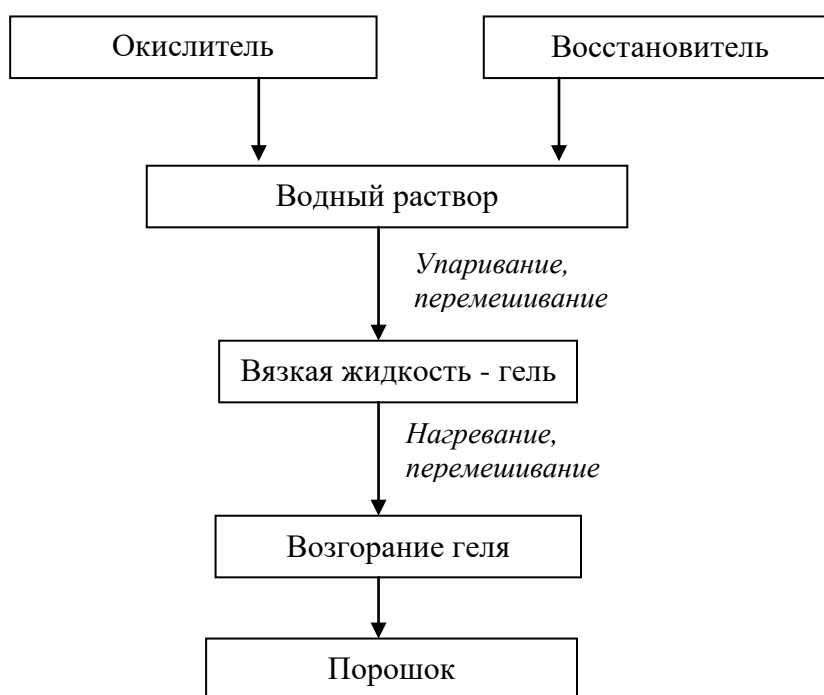 Окислитель
Восстановитель
Водный раствор
Упаривание,
перемешивание
Вязкая жидкость - гель
Нагревание,
перемешивание
Возгорание геля
Порошок